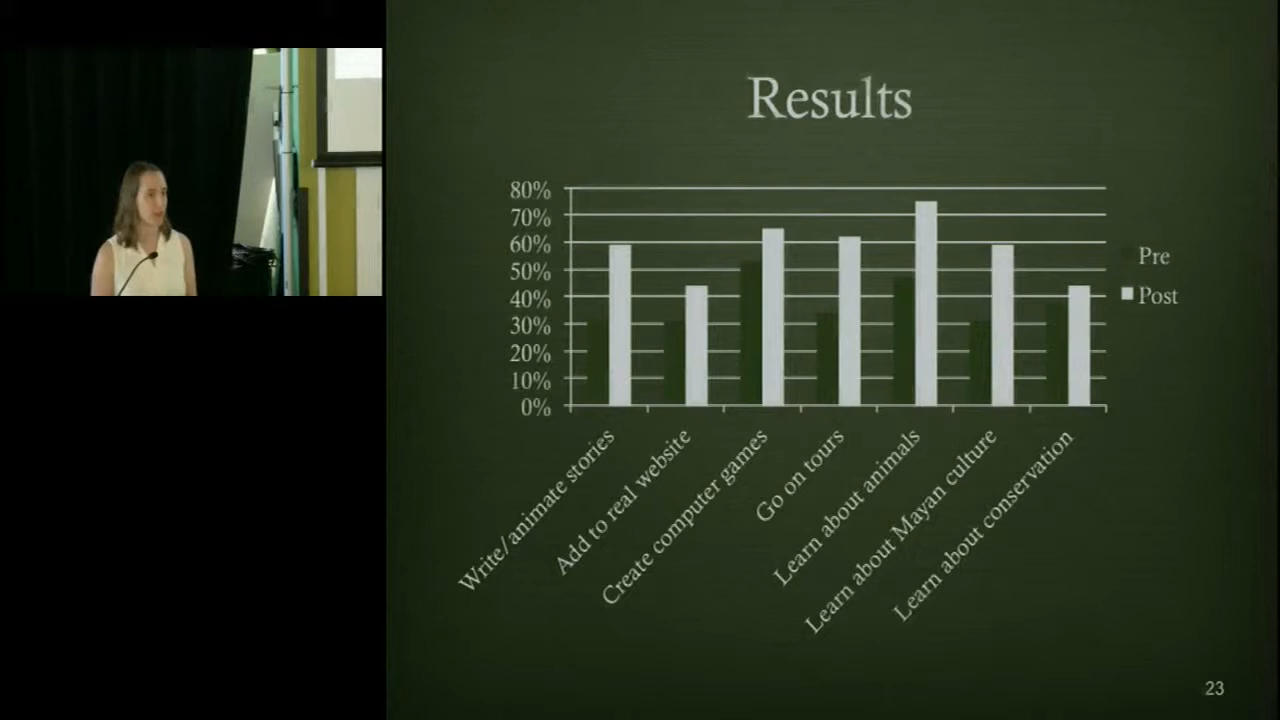 Results
80%
70%
60%
50%
40%
30%
20%
10%
0%
Pre
Post
Write/animate stories
Add to real website
Create computer games
Go on tours
Learn about animals
Learn about Mayan culture
Learn about conservation
23